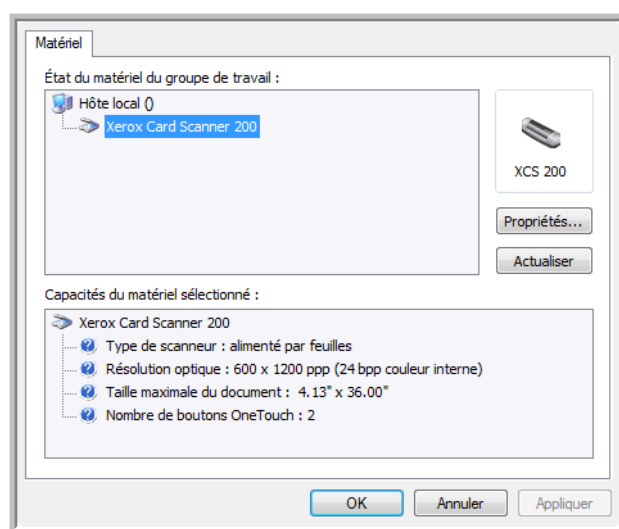 Matériel
État du matériel du groupe de travail :
Hôte local ()
Xerox Card Scanner 200
XCS 200
Propriétés...
Actualiser
Capacités du matériel sélectionné :
Xerox Card Scanner 200
Type de scanneur : alimenté par feuilles
Résolution optique : 600 x 1200 ppp (24 bpp couleur interne)
Taille maximale du document : 4.13" x 36.00"
Nombre de boutons OneTouch : 2
OK Annuler Appliquer